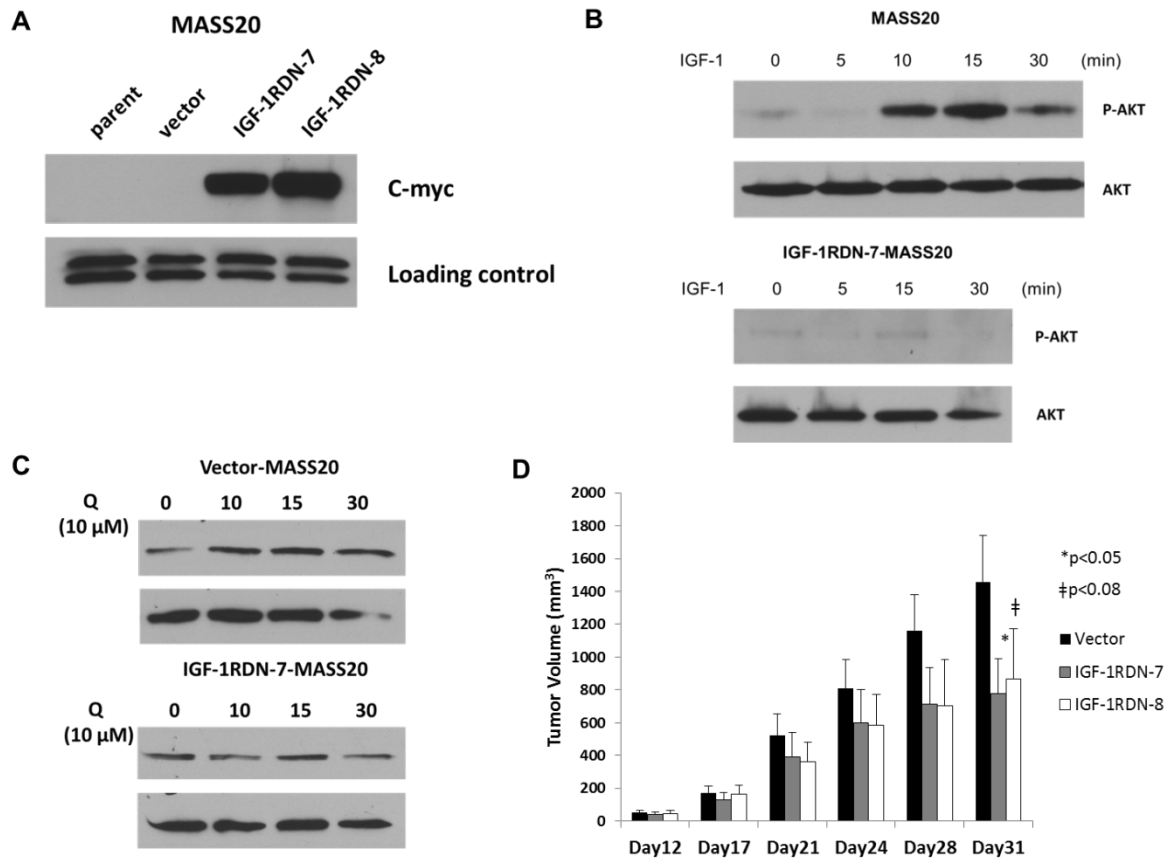 A
MASS20
parent vector IGF-1RDN-7 IGF-1RDN-8
C-myc
Loading control
B
MASS20
IGF-1 0 5 10 15 30 (min)
P-AKT
AKT
IGF-1RDN-7-MASS20
IGF-1 0 5 15 30 (min)
P-AKT
AKT
C
Vector-MASS20
Q 0 10 15 30
(10 µM)
IGF-1RDN-7-MASS20
Q 0 10 15 30
(10 µM)
D
Tumor Volume (mm³)
2000
1800
1600
1400
1200
1000
800
600
400
200
0
Day12 Day17 Day21 Day24 Day28 Day31
* ǂ
*p<0.05
ǂp<0.08
Vector
IGF-1RDN-7
IGF-1RDN-8